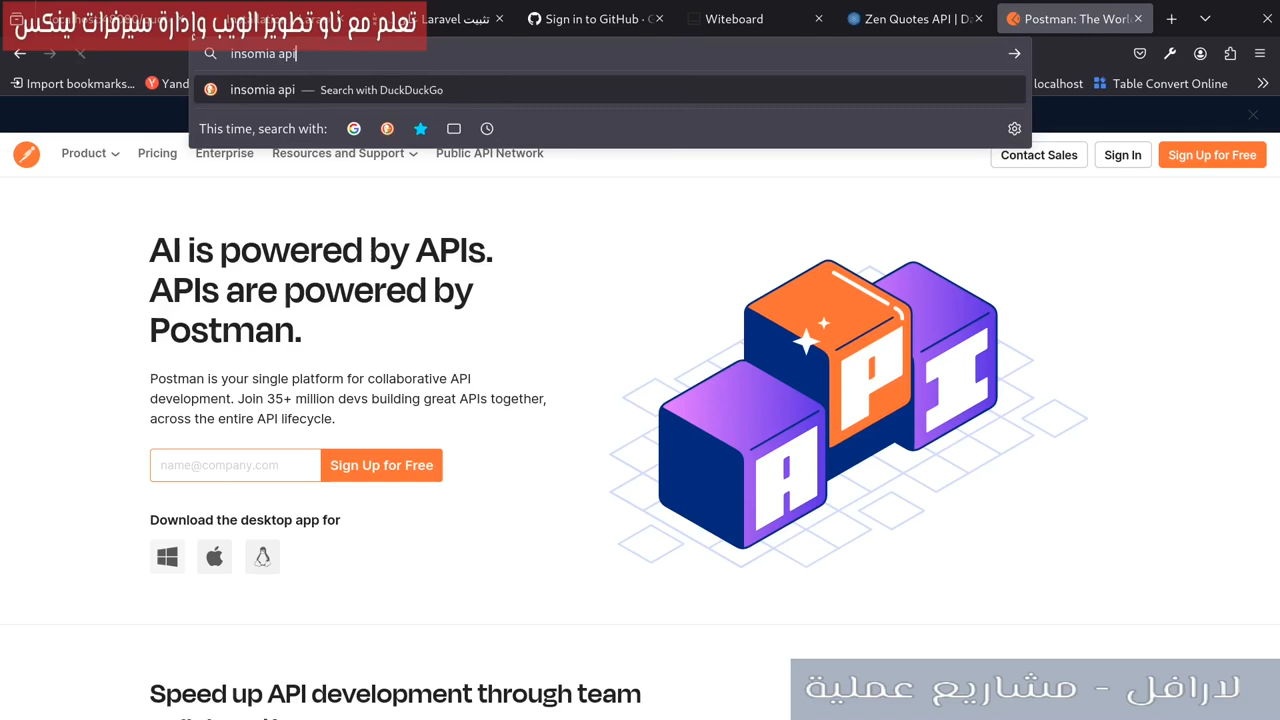 تعلم مع ناو تطوير الويب وإدارة سيرفرات لينكس
تثبيت Laravel
Sign in to GitHub · G
Witeboard
Zen Quotes API | Da
Postman: The Worl
insomia api
Import bookmarks...
Yand
localhost
Table Convert Online
insomia api — Search with DuckDuckGo
This time, search with:
Product
Pricing
Enterprise
Resources and Support
Public API Network
Contact Sales
Sign In
Sign Up for Free
AI is powered by APIs.
APIs are powered by
Postman.
Postman is your single platform for collaborative API
development. Join 35+ million devs building great APIs together,
across the entire API lifecycle.
name@company.com
Sign Up for Free
Download the desktop app for
A P I
Speed up API development through team
لارافل - مشاريع عملية